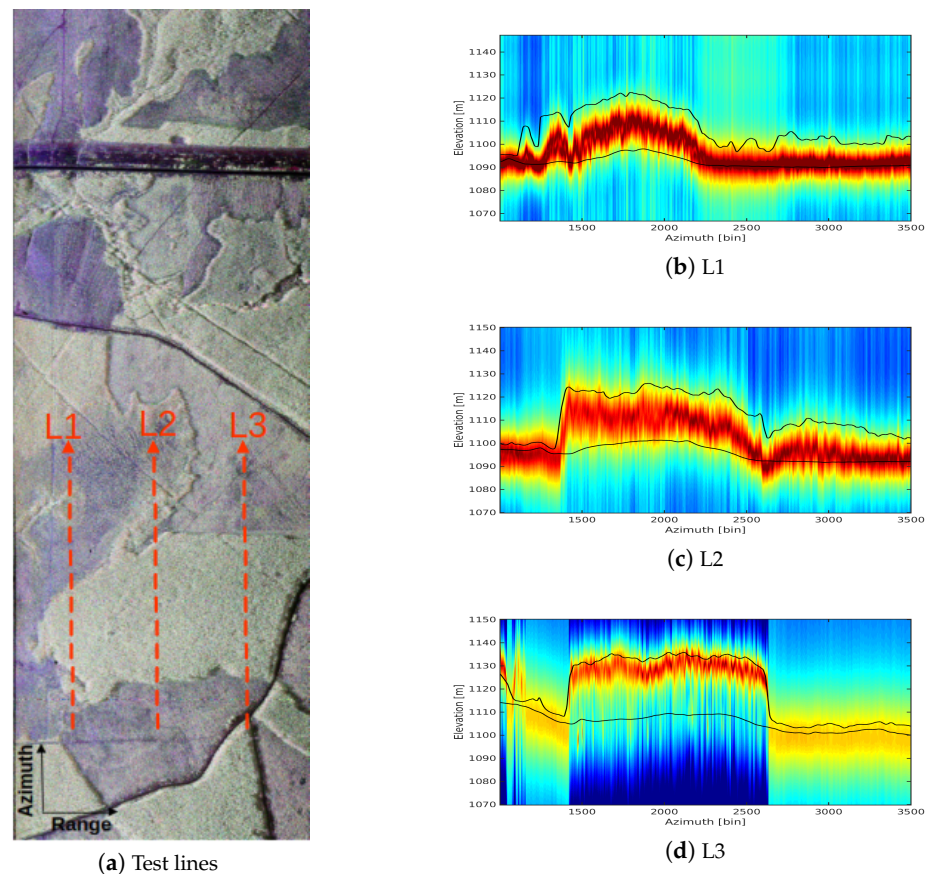 L1
L2
L3
Azimuth
Range
(a) Test lines
Elevation [m]
1140
1130
1120
1110
1100
1090
1080
1070
1500
2000
2500
3000
3500
Azimuth [bin]
(b) L1
Elevation [m]
1150
1140
1130
1120
1110
1100
1090
1080
1070
1500
2000
2500
3000
3500
Azimuth [bin]
(c) L2
Elevation [m]
1150
1140
1130
1120
1110
1100
1090
1080
1070
1500
2000
2500
3000
3500
Azimuth [bin]
(d) L3